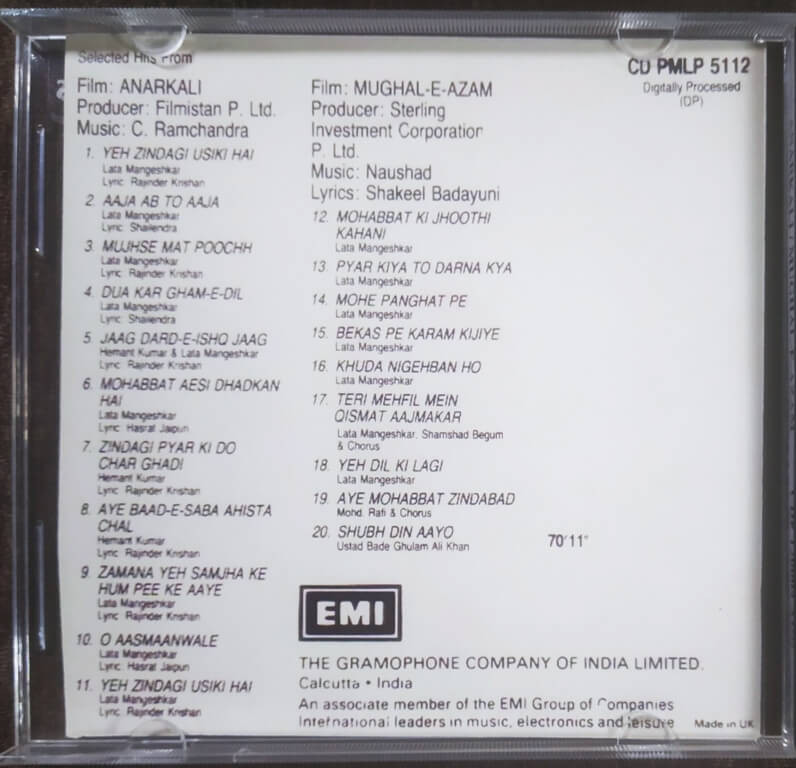 Selected Hits From
CD PMLP 5112
Digitally Processed
(DP)
Film: ANARKALI
Producer: Filmistan P. Ltd.
Music: C. Ramchandra
1. YEH ZINDAGI USIKI HAI
Lata Mangeshkar
Lyric: Rajinder Krishan
2. AAJA AB TO AAJA
Lata Mangeshkar
Lyric: Shailendra
3. MUJHSE MAT POOCHH
Lata Mangeshkar
Lyric: Rajinder Krishan
4. DUA KAR GHAM-E-DIL
Lata Mangeshkar
Lyric: Shailendra
5. JAAG DARD-E-ISHQ JAAG
Hemant Kumar & Lata Mangeshkar
Lyric: Rajinder Krishan
6. MOHABBAT AESI DHADKAN
HAI
Lata Mangeshkar
Lyric: Hasrat Jaipuri
7. ZINDAGI PYAR KI DO
CHAR GHADI
Hemant Kumar
Lyric: Rajinder Krishan
8. AYE BAAD-E-SABA AHISTA
CHAL
Hemant Kumar
Lyric: Rajinder Krishan
9. ZAMANA YEH SAMJHA KE
HUM PEE KE AAYE
Lata Mangeshkar
Lyric: Rajinder Krishan
10. O AASMAANWALE
Lata Mangeshkar
Lyric: Hasrat Jaipuri
11. YEH ZINDAGI USIKI HAI
Lata Mangeshkar
Lyric: Rajinder Krishan
Film: MUGHAL-E-AZAM
Producer: Sterling
Investment Corporation
P. Ltd.
Music: Naushad
Lyrics: Shakeel Badayuni
12. MOHABBAT KI JHOOTHI
KAHANI
Lata Mangeshkar
13. PYAR KIYA TO DARNA KYA
Lata Mangeshkar
14. MOHE PANGHAT PE
Lata Mangeshkar
15. BEKAS PE KARAM KIJIYE
Lata Mangeshkar
16. KHUDA NIGEHBAN HO
Lata Mangeshkar
17. TERI MEHFIL MEIN
QISMAT AAJMAKAR
Lata Mangeshkar, Shamshad Begum
& Chorus
18. YEH DIL KI LAGI
Lata Mangeshkar
19. AYE MOHABBAT ZINDABAD
Mohd. Rafi & Chorus
20. SHUBH DIN AAYO
Ustad Bade Ghulam Ali Khan
70'11"
EMI
THE GRAMOPHONE COMPANY OF INDIA LIMITED.
Calcutta • India
An associate member of the EMI Group of Companies
International leaders in music, electronics and leisure
Made in UK